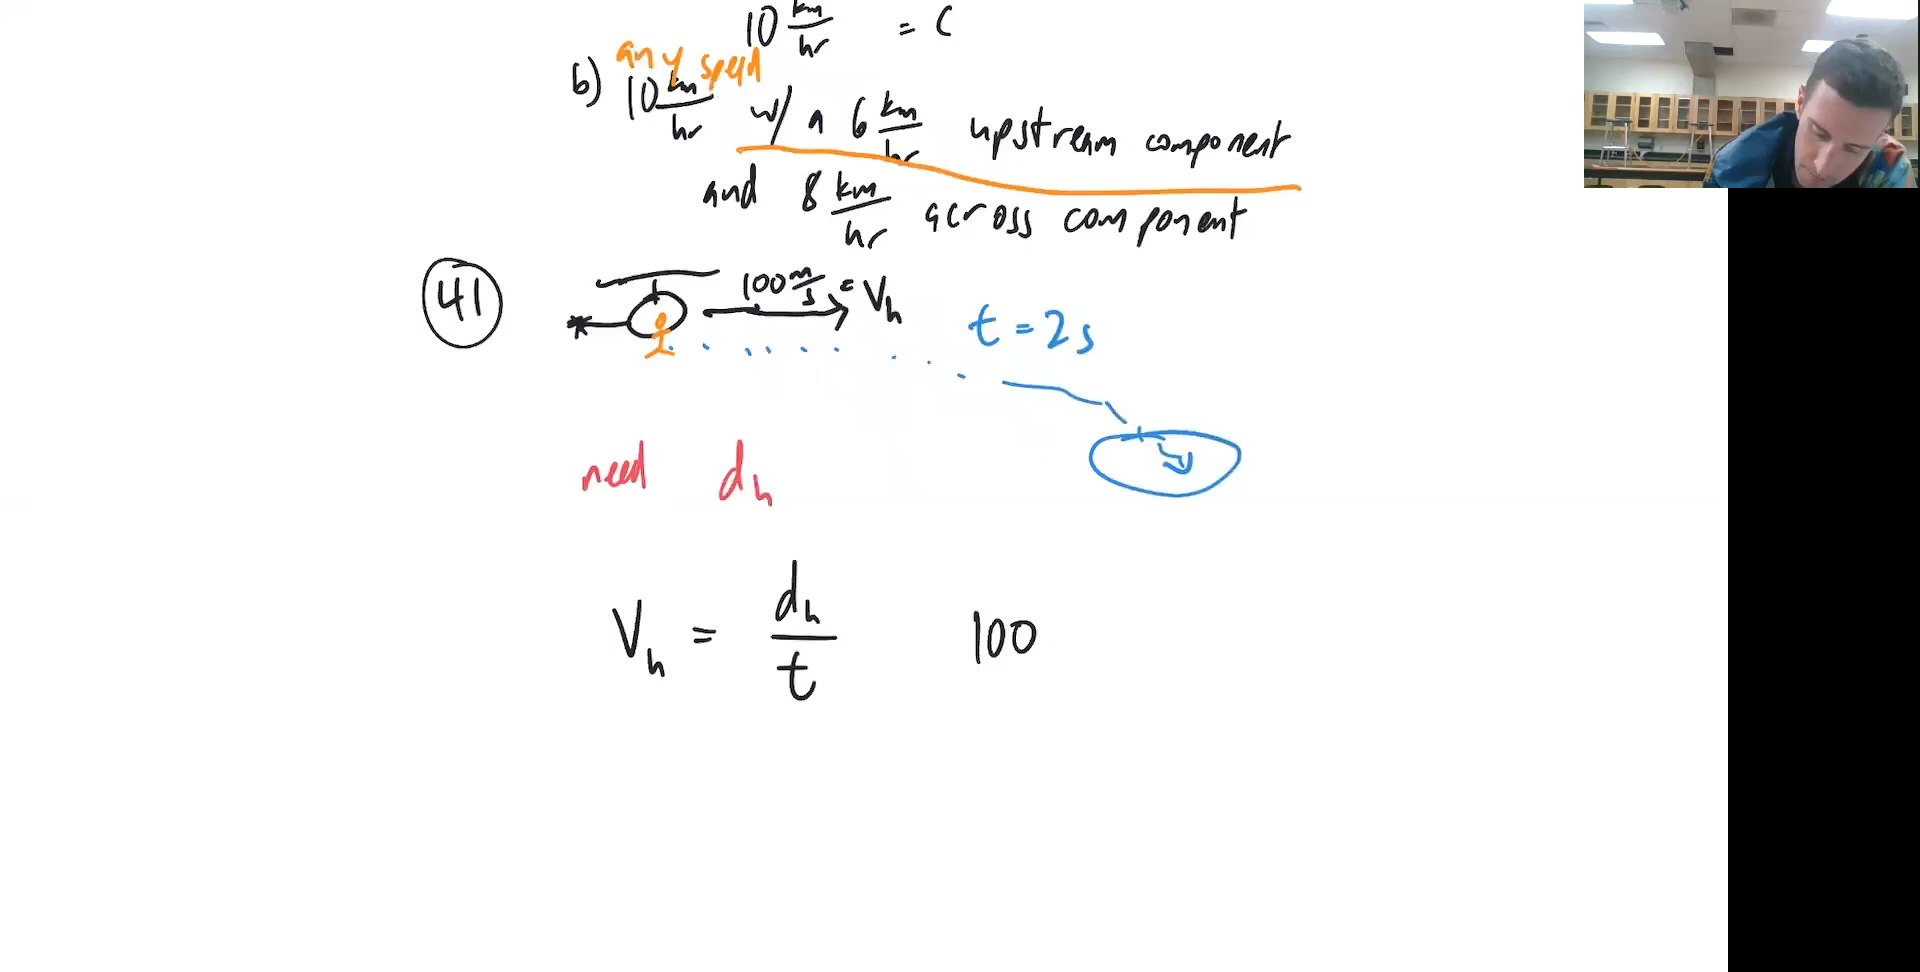 10 km/hr = C
any speed
b) 10 km/hr w/ a 6 km/hr upstream component
and 8 km/hr across component
41
100 m/s = Vh
t = 2s
need dh
Vh = dh/t 100